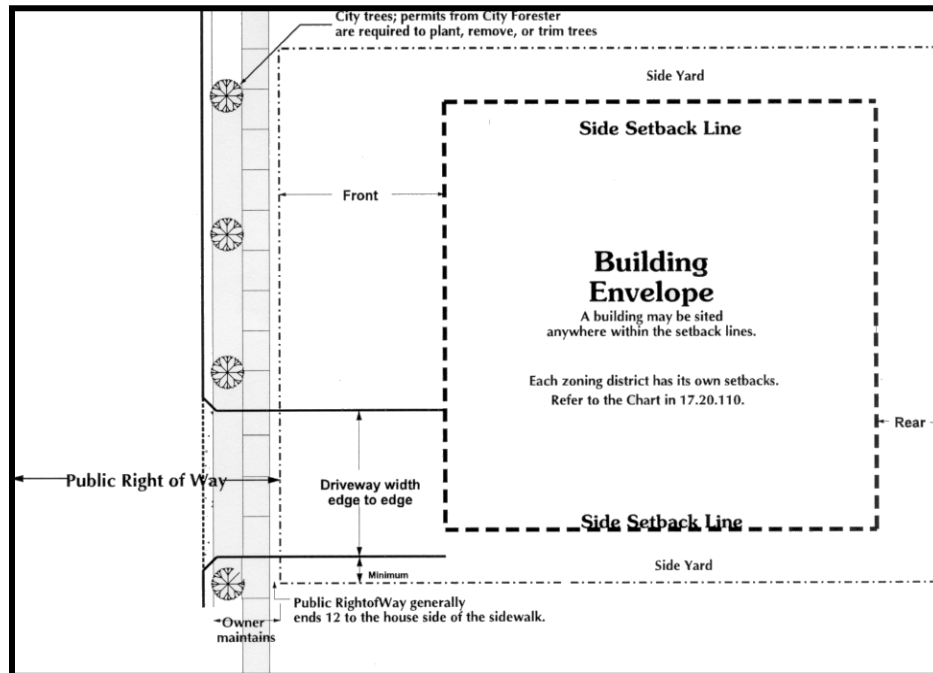 City trees; permits from City Forester
are required to plant, remove, or trim trees
Side Yard
Side Setback Line
Front
Building
Envelope
A building may be sited
anywhere within the setback lines.
Each zoning district has its own setbacks.
Refer to the Chart in 17.20.110.
Rear
Public Right of Way
Driveway width
edge to edge
Side Setback Line
Side Yard
Minimum
Public RightofWay generally
ends 12 to the house side of the sidewalk.
Owner
maintains